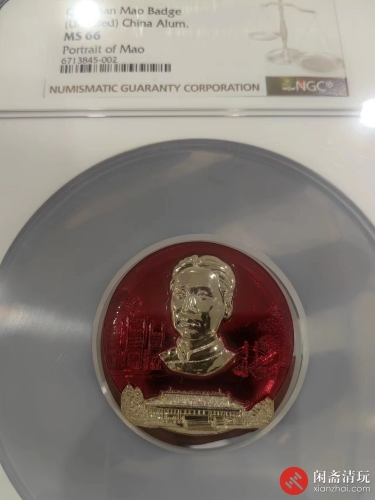 Mao Badge
China Alum.
MS 66
Portrait of Mao
6713845-002
NUMISMATIC GUARANTY CORPORATION
NGC®
闲斋清玩
xianzhai.com